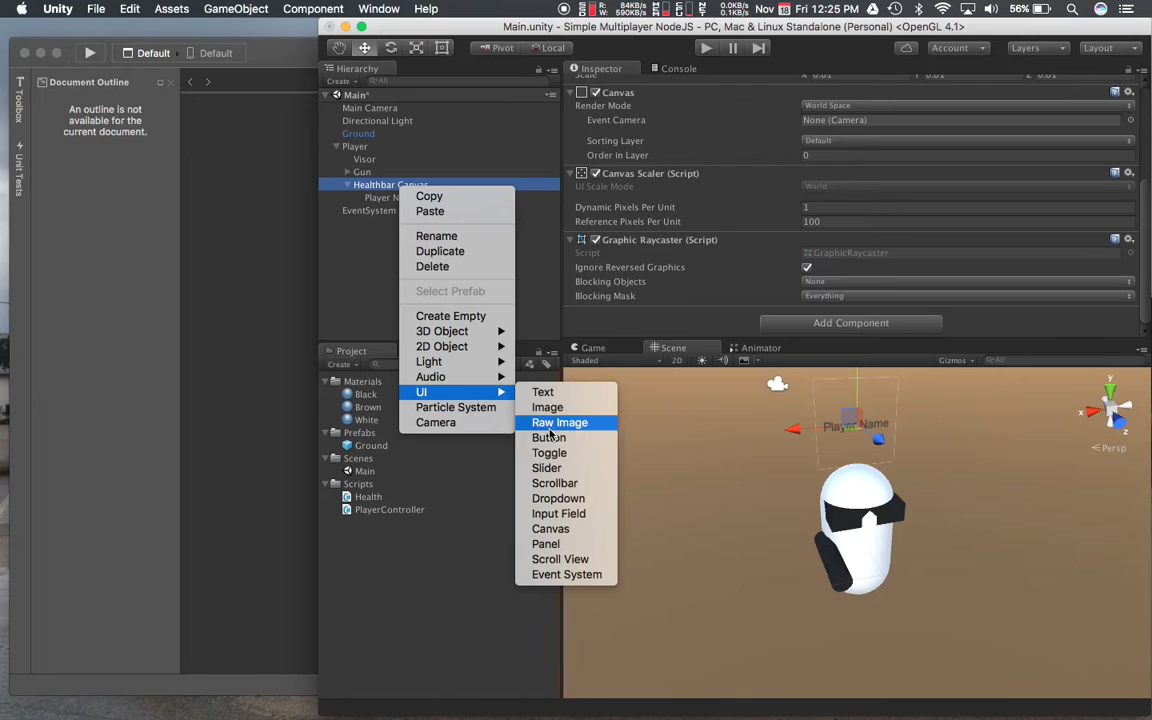 Unity File Edit Assets GameObject Component Window Help
R: 84KB/s
W: 590KB/s
Nov 18 12:25 PM 56%
Main.unity - Simple Multiplayer NodeJS - PC, Mac & Linux Standalone (Personal) <OpenGL 4.1>
Default Default
Pivot Local Account Layers Layout
Toolbox
Unit Tests
Document Outline
An outline is not
available for the
current document.
Hierarchy
Create All
Main*
Main Camera
Directional Light
Ground
Player
Visor
Gun
Healthbar Canvas
Player N
EventSystem
Copy
Paste
Rename
Duplicate
Delete
Select Prefab
Create Empty
3D Object
2D Object
Light
Audio
UI
Particle System
Camera
Text
Image
Raw Image
Button
Toggle
Slider
Scrollbar
Dropdown
Input Field
Canvas
Panel
Scroll View
Event System
Project
Create
Materials
Black
Brown
White
Prefabs
Ground
Scenes
Main
Scripts
Health
PlayerController
Inspector Console
Scale X 0.01 Y 0.01 Z 0.01
Canvas
Render Mode World Space
Event Camera None (Camera)
Sorting Layer Default
Order in Layer 0
Canvas Scaler (Script)
UI Scale Mode World
Dynamic Pixels Per Unit 1
Reference Pixels Per Unit 100
Graphic Raycaster (Script)
Script GraphicRaycaster
Ignore Reversed Graphics
Blocking Objects None
Blocking Mask Everything
Add Component
Game Scene Animator
Shaded 2D Gizmos All
Player Name
y
x
z
Persp